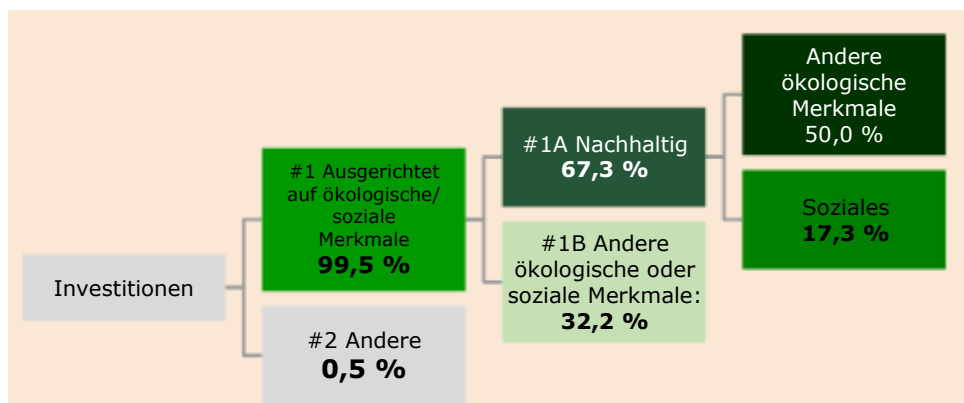 Investitionen
#1 Ausgerichtet
auf ökologische/
soziale
Merkmale
99,5 %
#2 Andere
0,5 %
#1A Nachhaltig
67,3 %
#1B Andere
ökologische oder
soziale Merkmale:
32,2 %
Andere
ökologische
Merkmale
50,0 %
Soziales
17,3 %